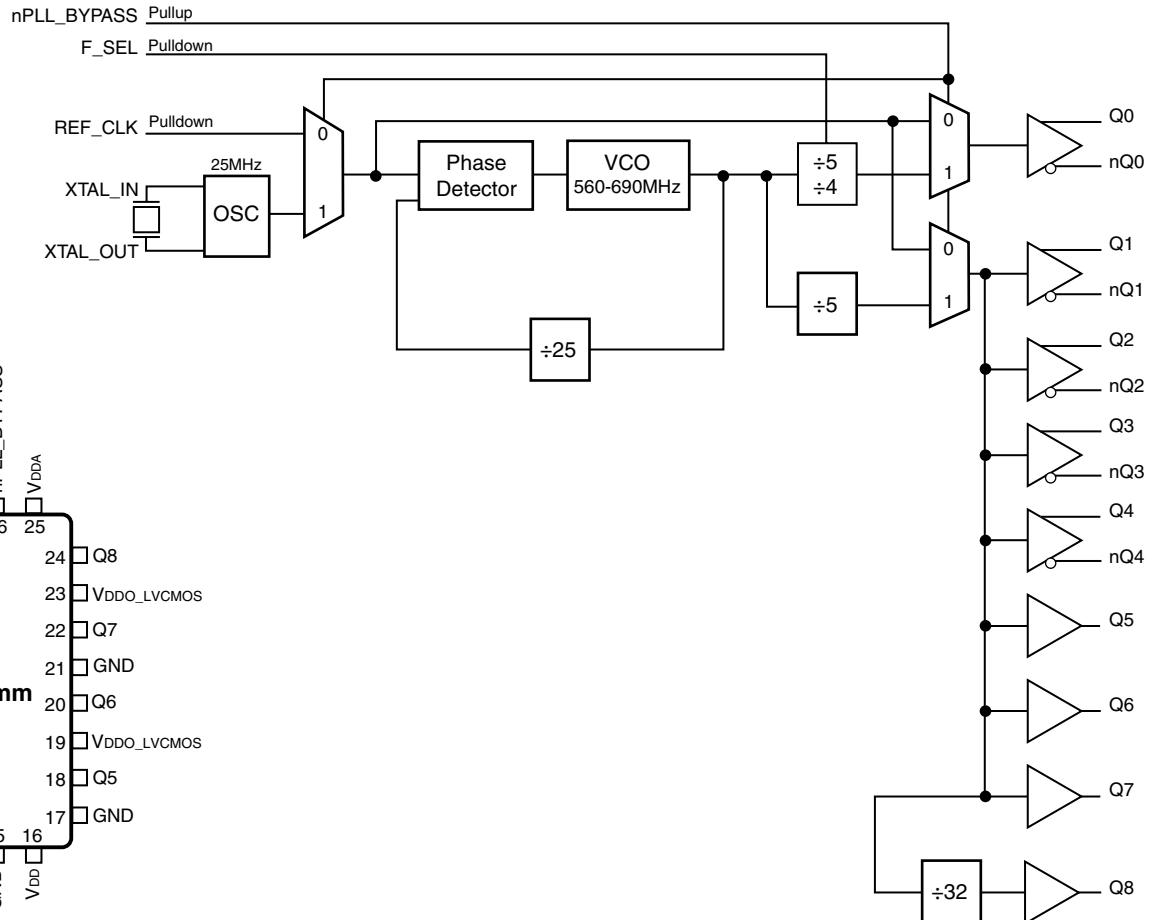 nPLL_BYPASS Pullup
F_SEL Pulldown
REF_CLK Pulldown
25MHz
XTAL_IN
OSC
XTAL_OUT
0
1
Phase
Detector
VCO
560-690MHz
÷25
÷5
÷4
÷5
0
1
0
1
Q0
nQ0
Q1
nQ1
Q2
nQ2
Q3
nQ3
Q4
nQ4
Q5
Q6
Q7
÷32
Q8
VDDA
25
24 Q8
23 VDDO_LVCMOS
22 Q7
21 GND
20 Q6
19 VDDO_LVCMOS
18 Q5
17 GND
16
VDD